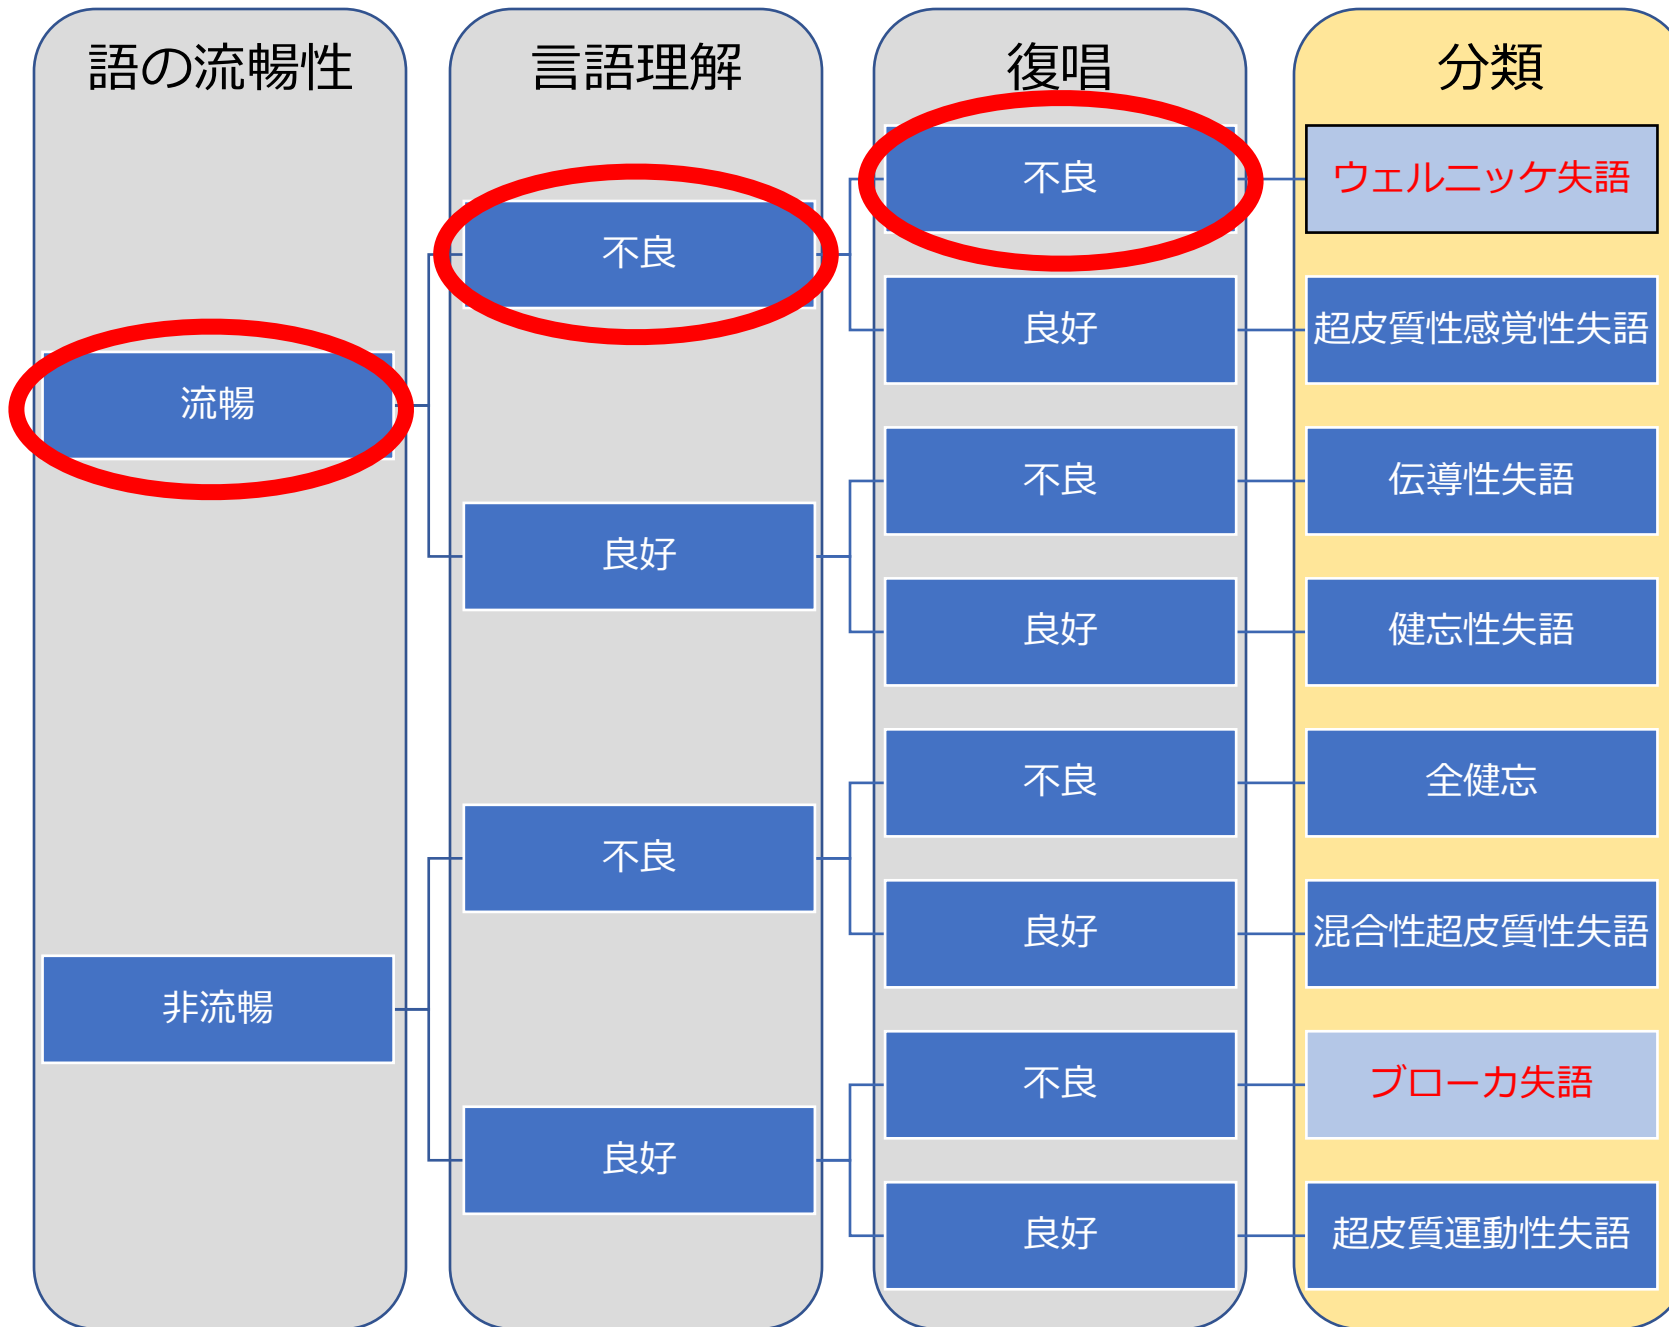 語の流暢性
言語理解
復唱
分類
流暢
非流暢
不良
良好
不良
良好
不良
良好
不良
良好
不良
良好
不良
良好
ウェルニッケ失語
超皮質性感覚性失語
伝導性失語
健忘性失語
全健忘
混合性超皮質性失語
ブローカ失語
超皮質運動性失語